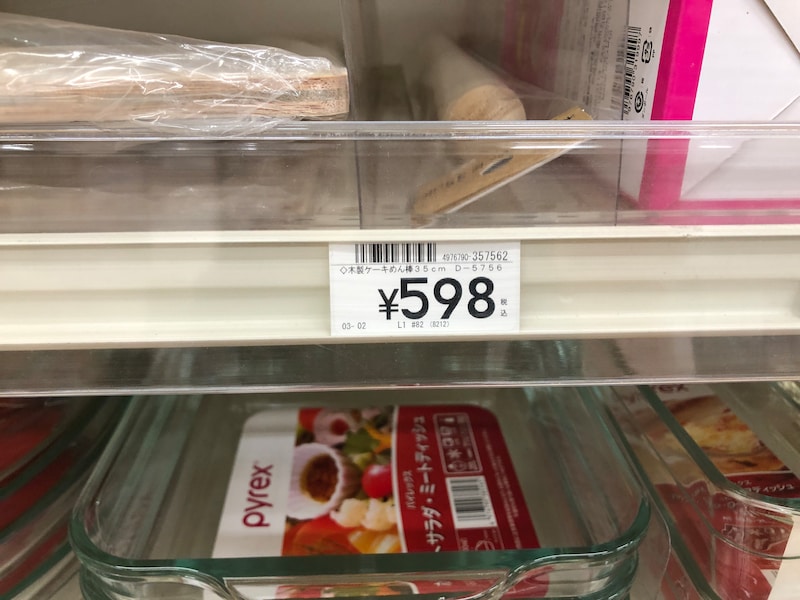 4976790-357562
◇木製ケーキめん棒35cm D-5756
¥598 税込
03-02 L1 #82 (8212)
pyrex
パイレックス
サラダ・ミートディッシュ
pyrex